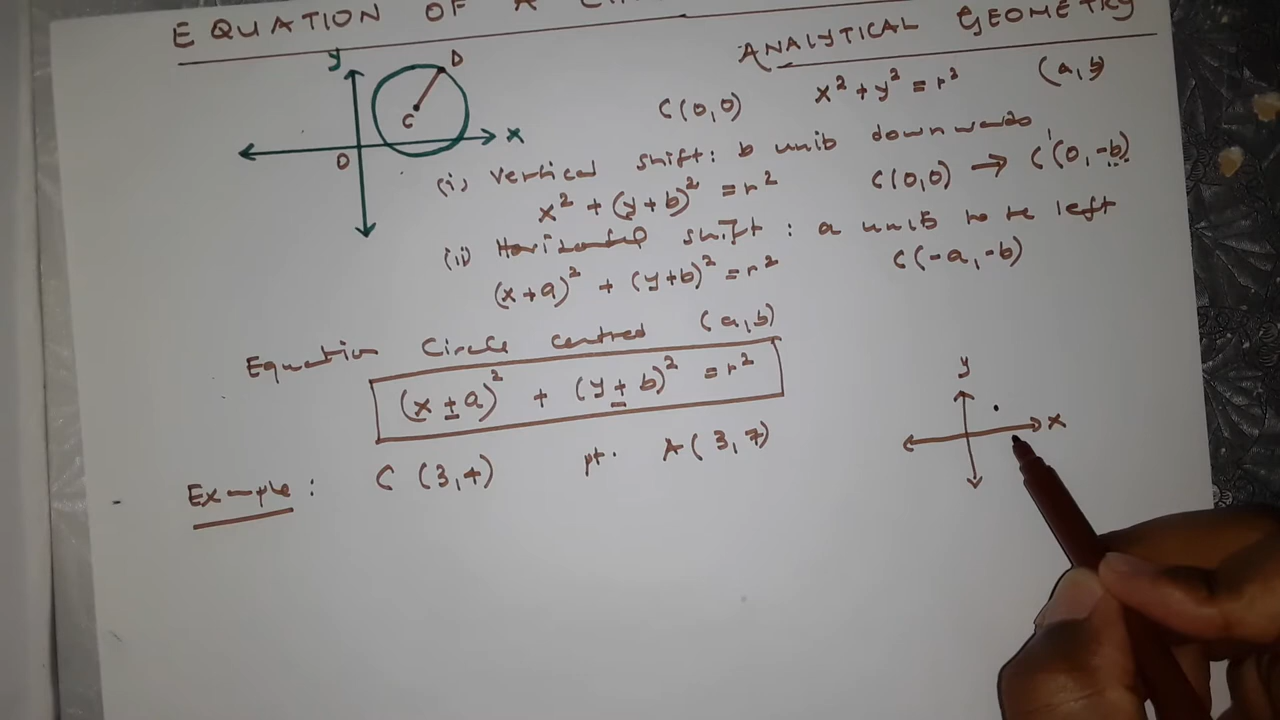 EQUATION OF A
ANALYTICAL GEOMETRY
y
D
C
O
x
C(0,0) x² + y² = r² (a,b)
(i) vertical shift: b units downwards
x² + (y+b)² = r² C(0,0) → C'(0,-b)
(ii) Horizontal shift: a units to the left
(x+a)² + (y+b)² = r² C(-a,-b)
Equation Circle centred (a,b)
(x ± a)² + (y ± b)² = r²
y
x
Example: C (3,4) pt. A(3,7)